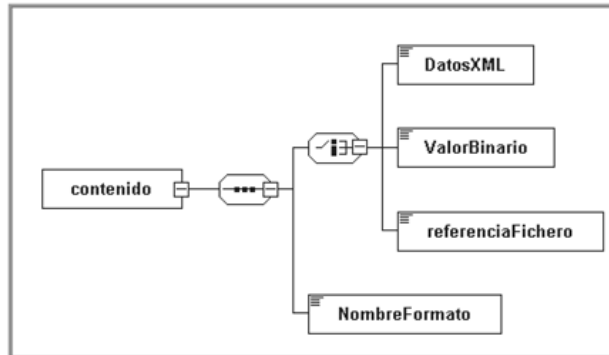 DatosXML
ValorBinario
contenido
referenciaFichero
NombreFormato